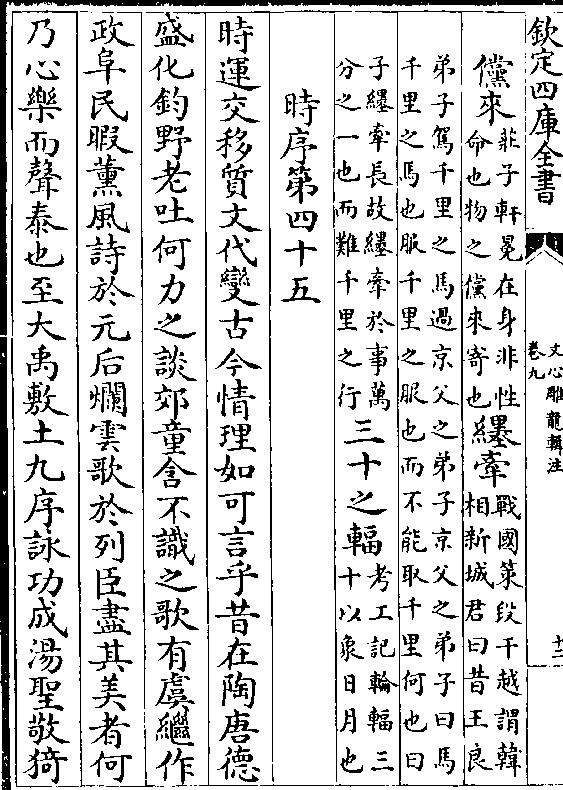 欽定四庫全書
文心雕龍輯注
卷九
儻來莊子軒冕在身非性命也物之儻來寄也纆牽戰國策段干越謂韓相新城君曰昔王良
弟子駕千里之馬過京父之弟子京父之弟子曰馬
千里之馬也服千里之服也而不能取千里何也曰
子纆牽長故纆牽於事萬分之一也而難千里之行三十之輻考工記輪輻三十以象日月也
時序第四十五
時運交移質文代變古今情理如可言乎昔在陶唐德
盛化鈞野老吐何力之談郊童含不識之歌有虞繼作
政阜民暇薰風詩於元后爛雲歌於列臣盡其美者何
乃心樂而聲泰也至大禹敷土九序詠功成湯聖敬猗